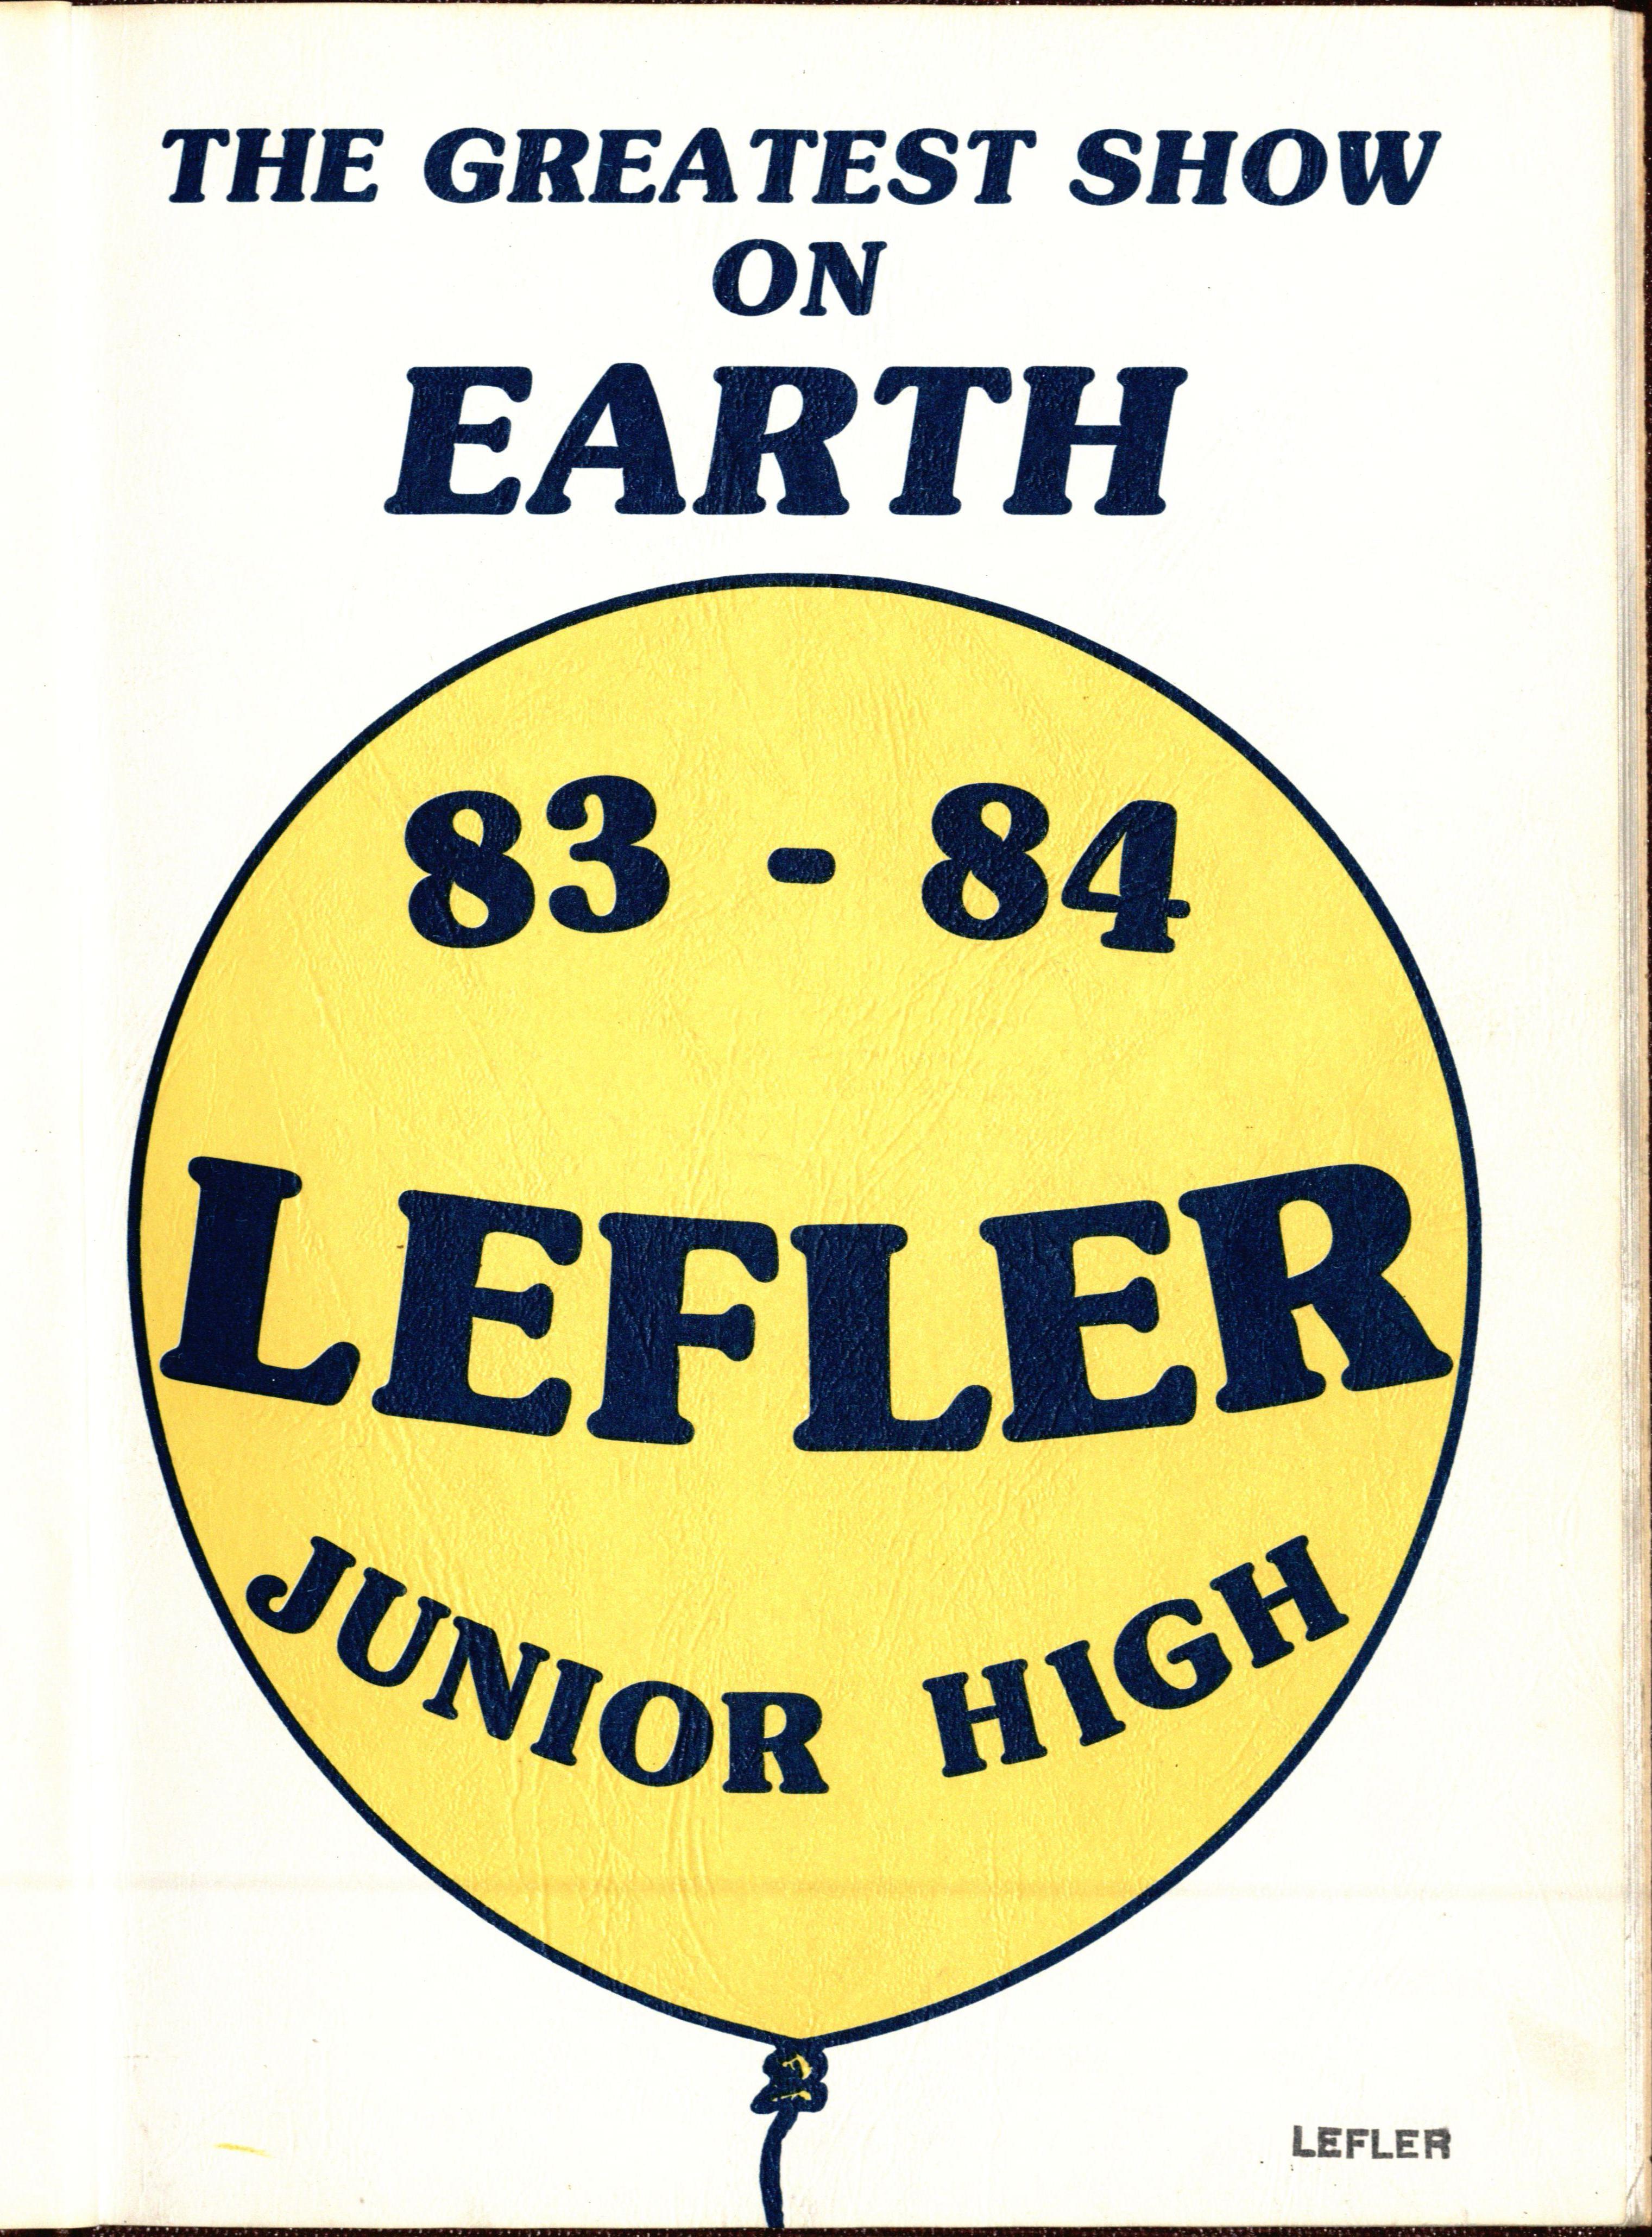 THE GREATEST SHOW
ON
EARTH
83 - 84
LEFLER
JUNIOR HIGH
LEFLER